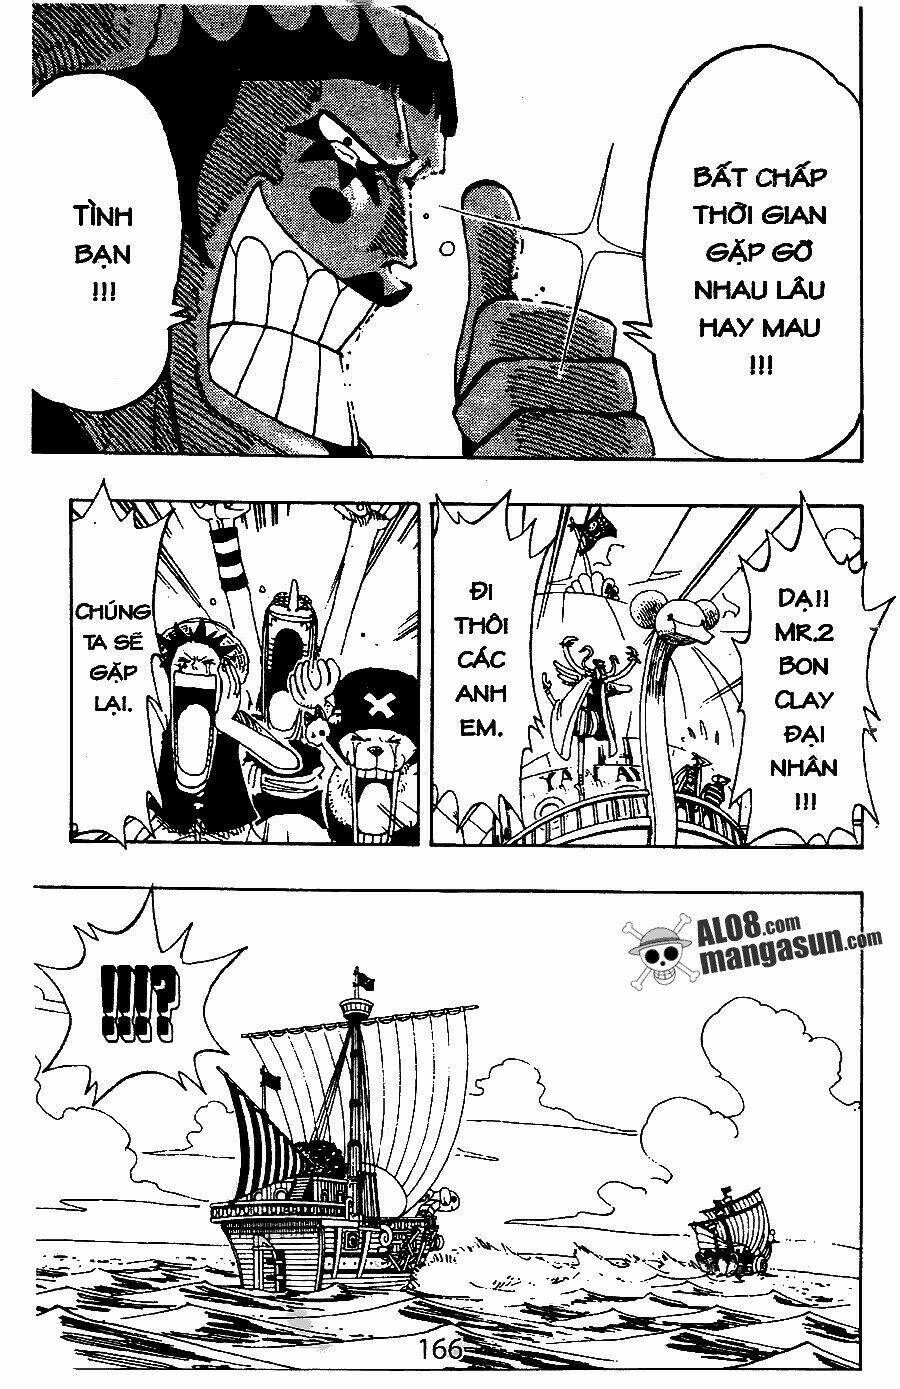 BẤT CHẤP
THỜI GIAN
GẶP GỠ
NHAU LÂU
HAY MAU
!!!
TÌNH
BẠN
!!!
DẠ!!
MR.2
BON
CLAY
ĐẠI
NHÂN
!!!
ĐI
THÔI
CÁC
ANH
EM.
CHÚNG
TA SẼ
GẶP
LẠI.
!!!?
ALO8.com
mangasun.com
166